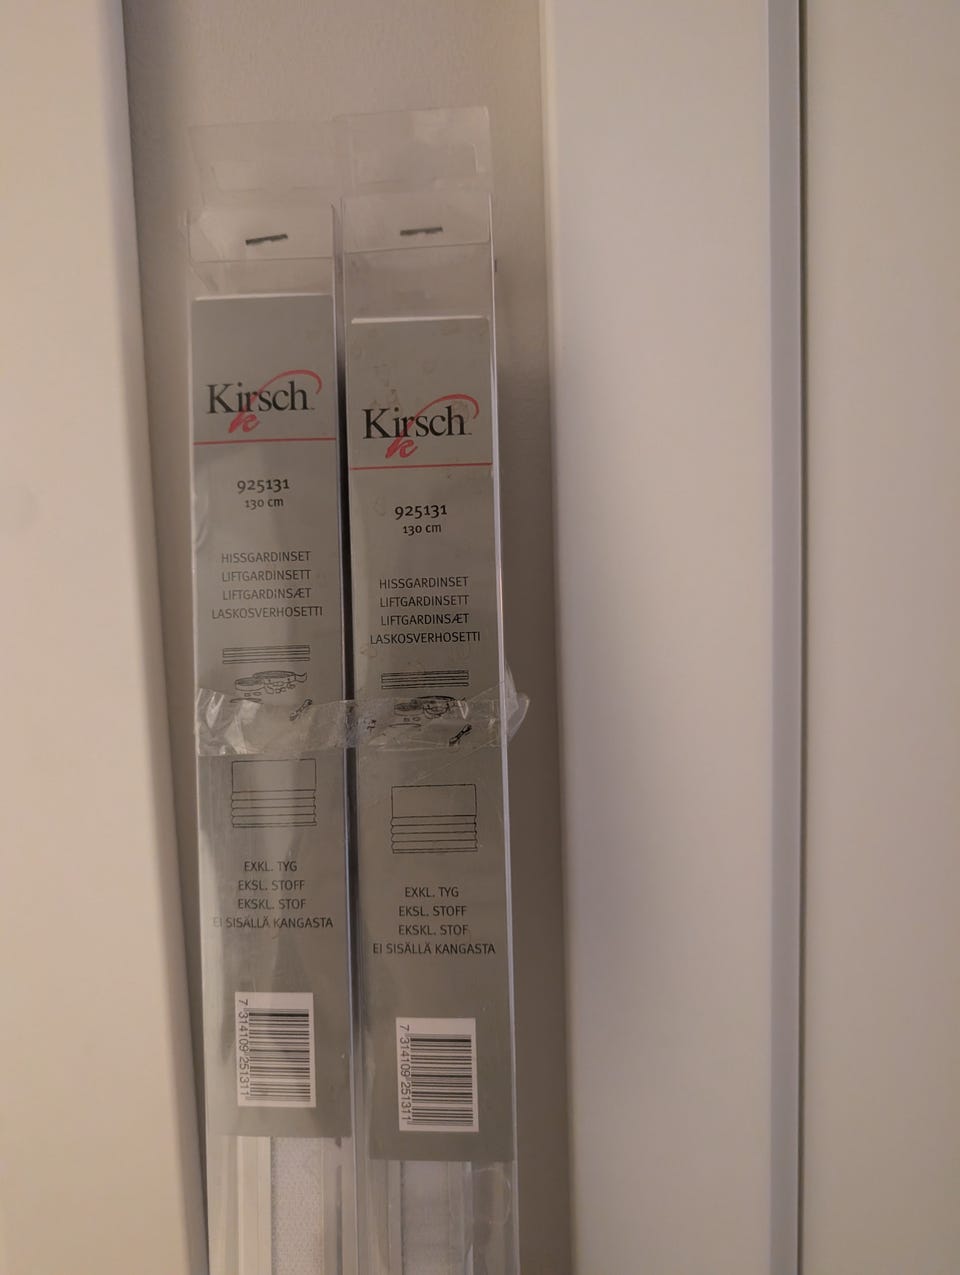 Kirsch
925131
130 cm
HISSGARDINSET
LIFTGARDINSETT
LIFTGARDINSÆT
LASKOSVERHOSETTI
EXKL. TYG
EKSL. STOFF
EKSKL. STOF
EI SISÄLLÄ KANGASTA
7 314109 251311
Kirsch
925131
130 cm
HISSGARDINSET
LIFTGARDINSETT
LIFTGARDINSÆT
LASKOSVERHOSETTI
EXKL. TYG
EKSL. STOFF
EKSKL. STOF
EI SISÄLLÄ KANGASTA
7 314109 251311